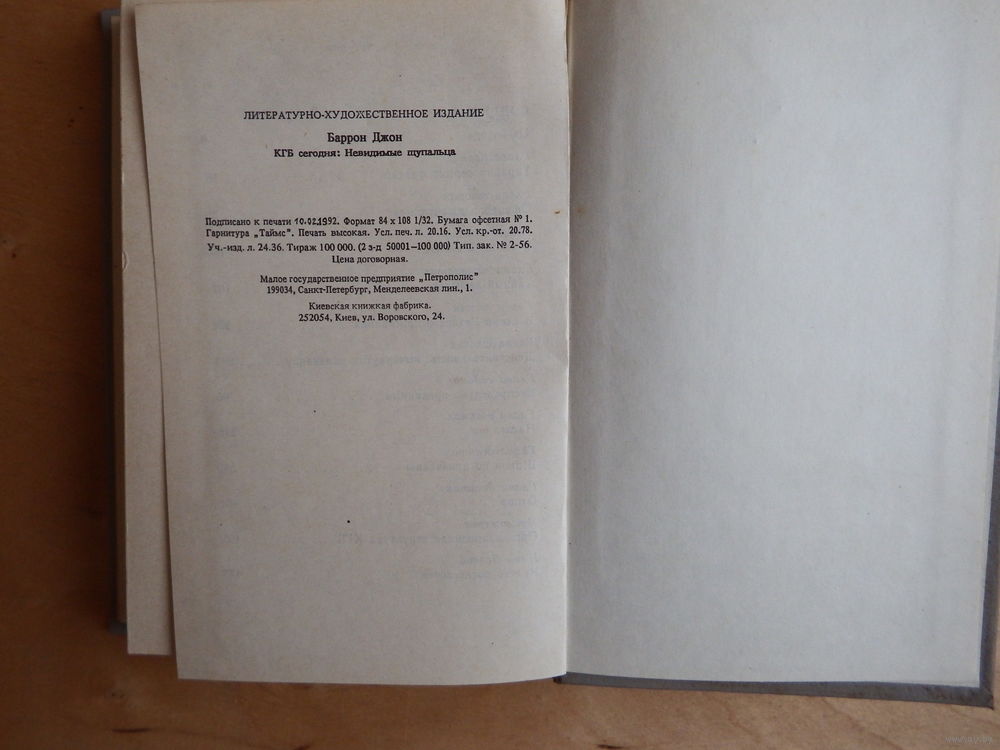 ЛИТЕРАТУРНО-ХУДОЖЕСТВЕННОЕ ИЗДАНИЕ
Баррон Джон
КГБ сегодня: Невидимые щупальца
Подписано к печати 10.02.1992. Формат 84 х 108 1/32. Бумага офсетная № 1.
Гарнитура „Таймс". Печать высокая. Усл. печ. л. 20.16. Усл. кр.-от. 20.78.
Уч.-изд. л. 24.36. Тираж 100 000. (2 з-д 50001—100 000) Тип. зак. № 2-56.
Цена договорная.
Малое государственное предприятие „Петрополис"
199034, Санкт-Петербург, Менделеевская лин., 1.
Киевская книжная фабрика.
252054, Киев, ул. Воровского, 24.